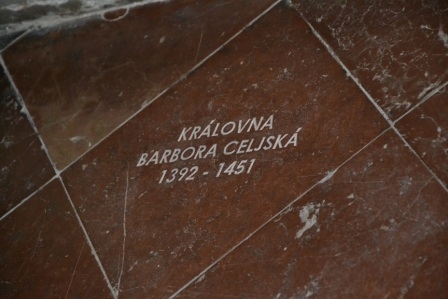 KRÁLOVNA
BARBORA CELJSKÁ
1392 - 1451